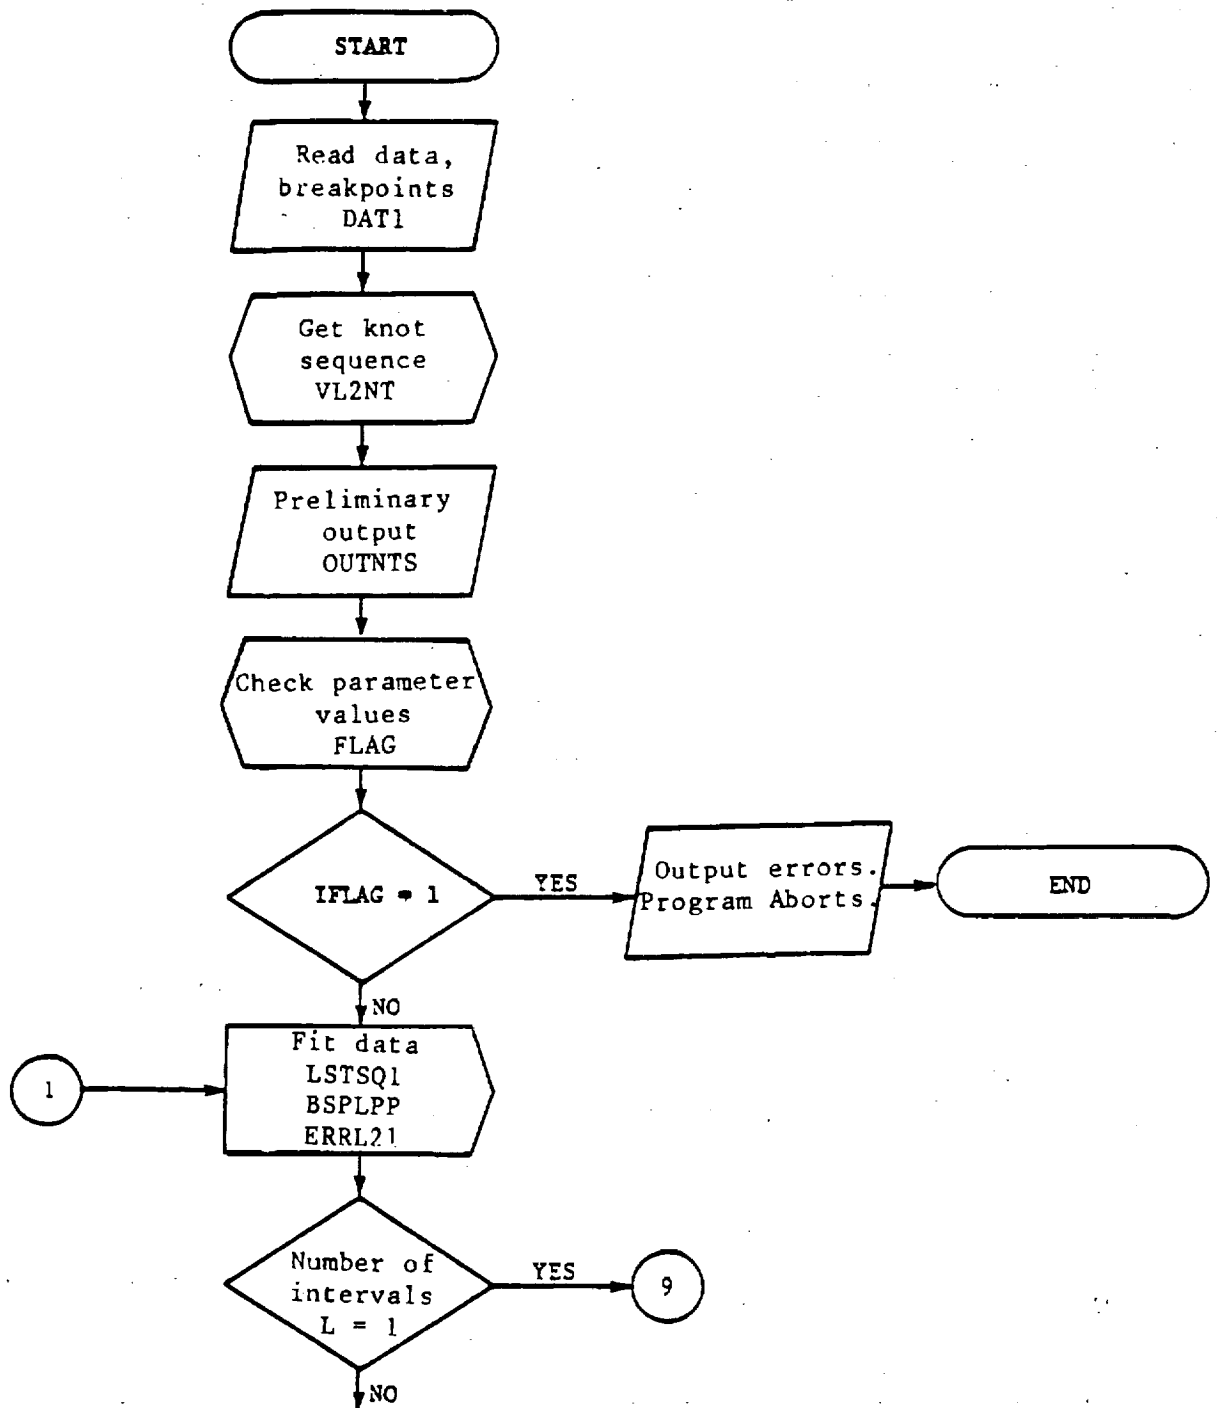 START
Read data,
breakpoints
DAT1
Get knot
sequence
VL2NT
Preliminary
output
OUTNTS
Check parameter
values
FLAG
IFLAG = 1
YES
Output errors.
Program Aborts.
END
NO
1
Fit data
LSTSQ1
BSPLPP
ERRL21
Number of
intervals
L = 1
YES
9
NO